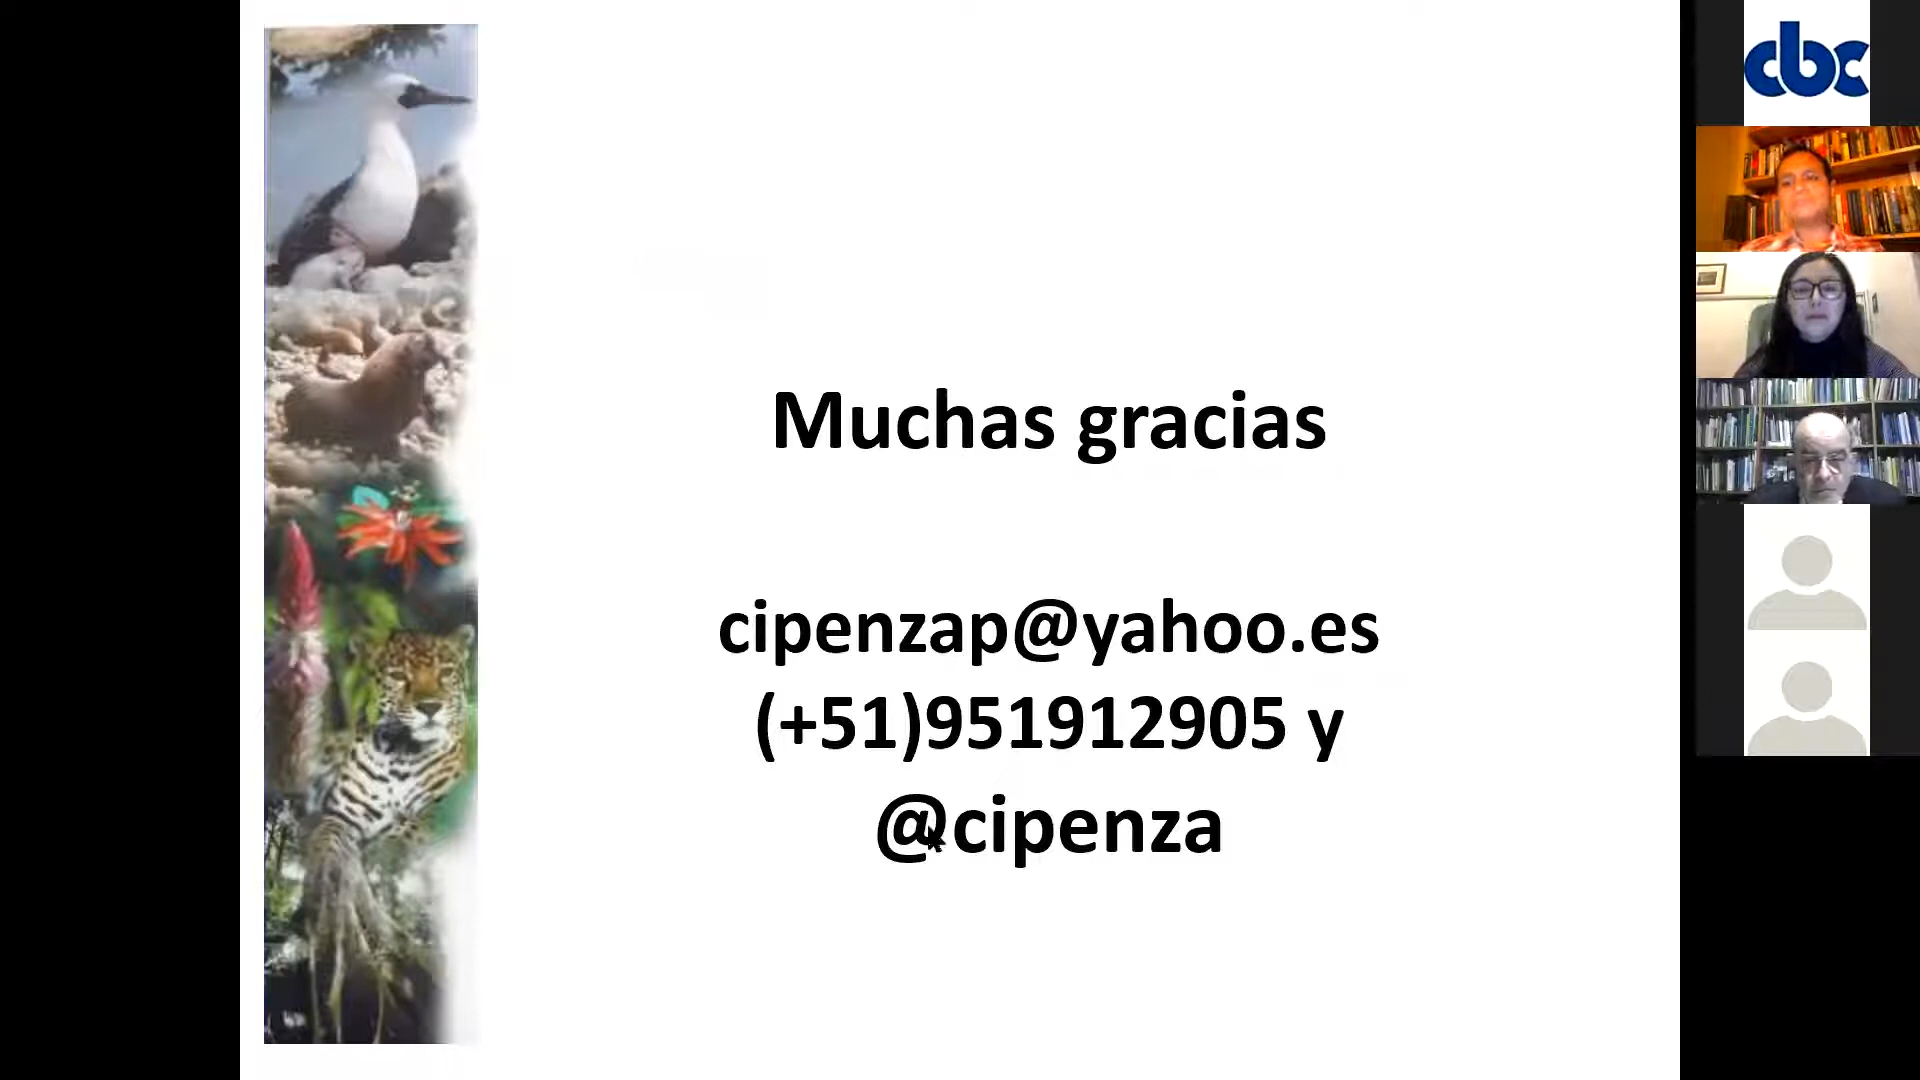 Muchas gracias
cipenzap@yahoo.es
(+51)951912905 y
@cipenza
cbc